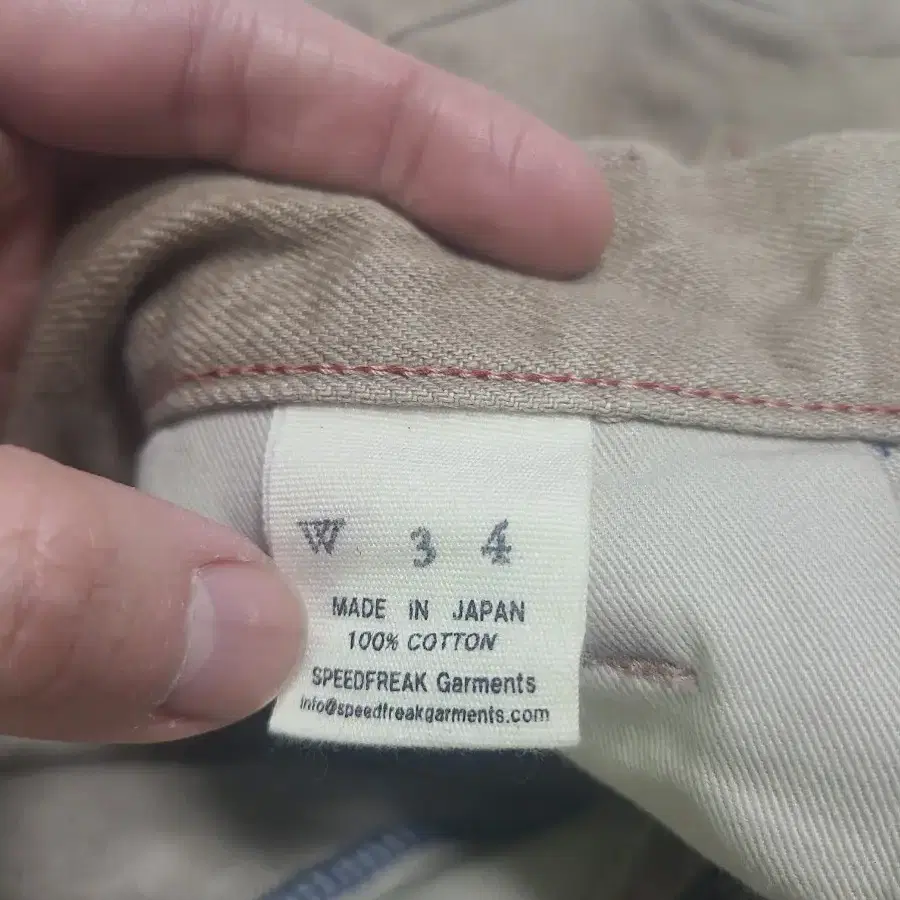 W 3 4
MADE IN JAPAN
100% COTTON
SPEEDFREAK Garments
info@speedfreakgarments.com